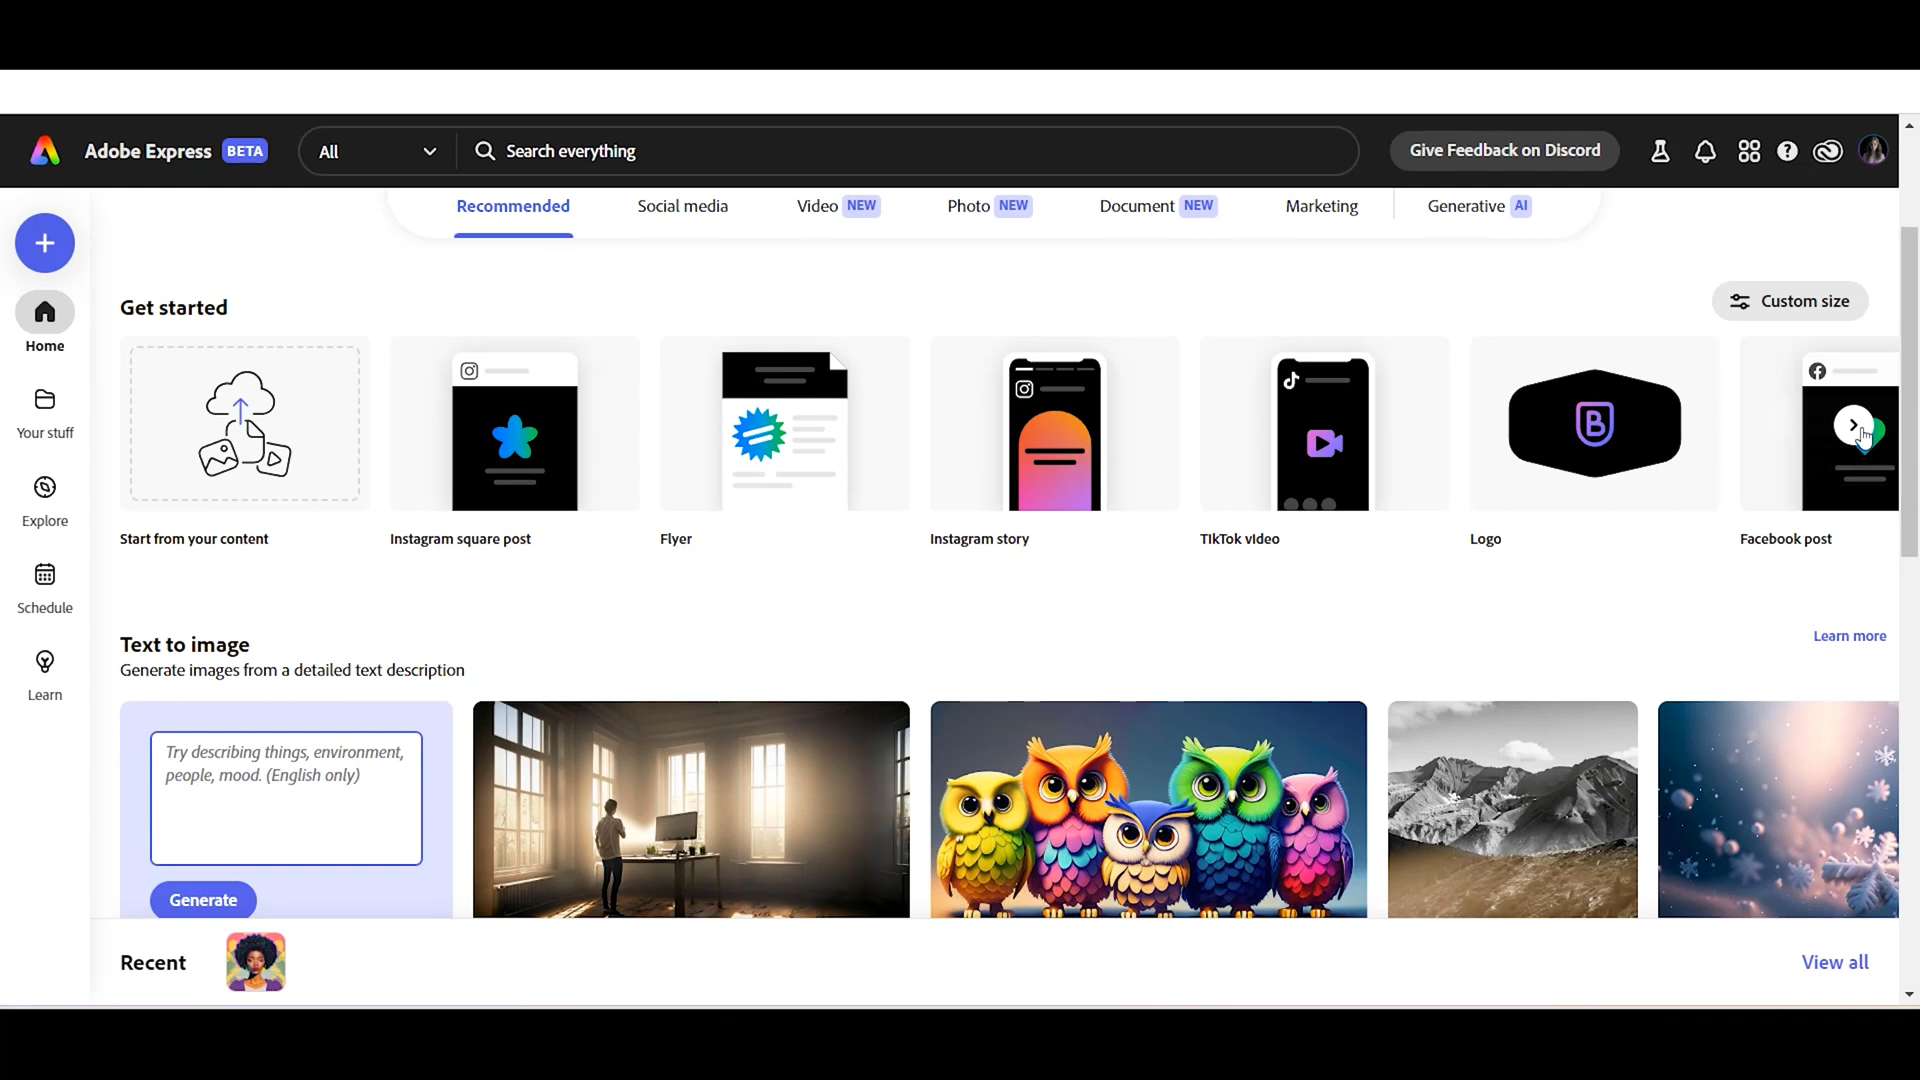 Adobe Express BETA
All
Search everything
Give Feedback on Discord
Recommended
Social media
Video NEW
Photo NEW
Document NEW
Marketing
Generative AI
Home
Your stuff
Explore
Schedule
Learn
Get started
Custom size
B
Start from your content
Instagram square post
Flyer
Instagram story
TikTok video
Logo
Facebook post
Text to image
Learn more
Generate images from a detailed text description
Try describing things, environment,
people, mood. (English only)
Generate
Recent
View all